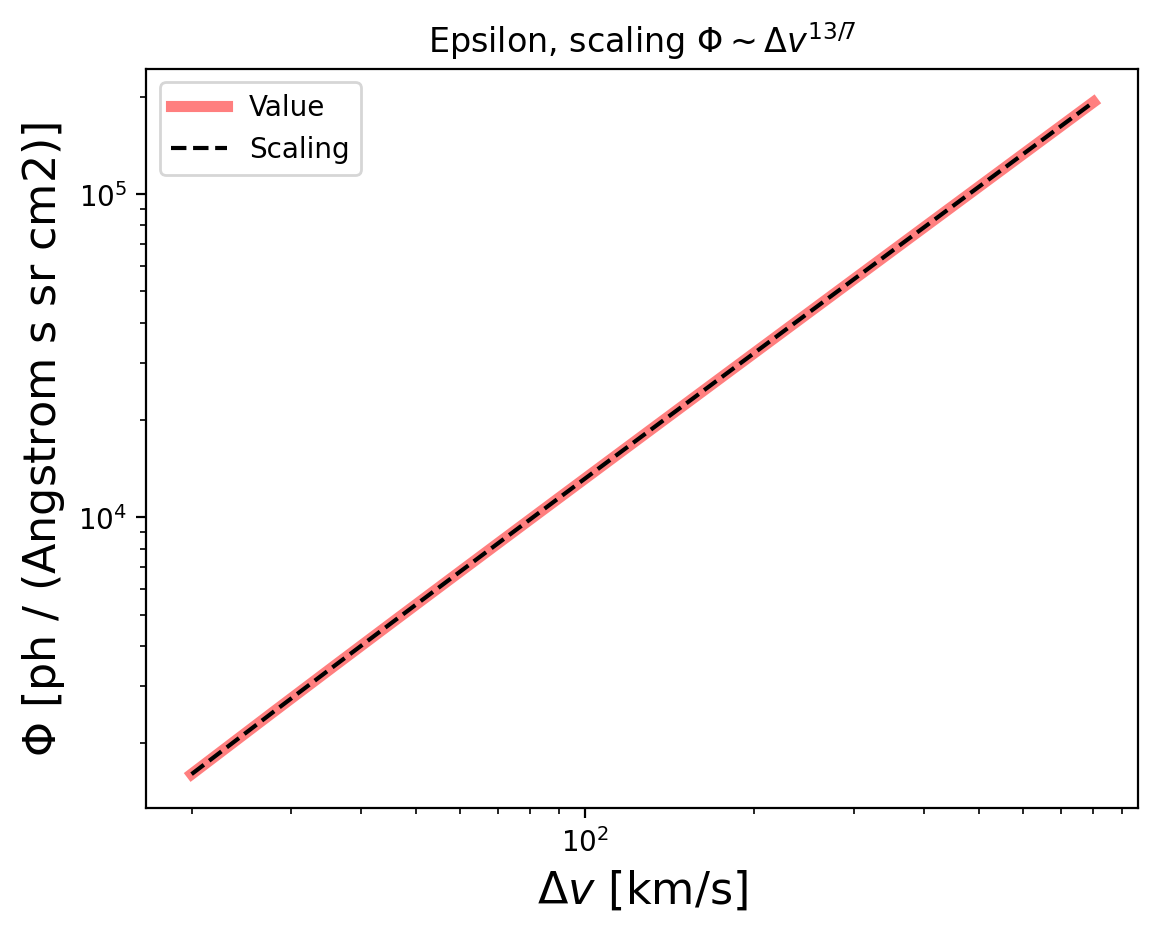 Epsilon, scaling Φ ~ Δv^13/7
Value
Scaling
Φ [ph / (Angstrom s sr cm2)]
10^5
10^4
10^2
Δv [km/s]